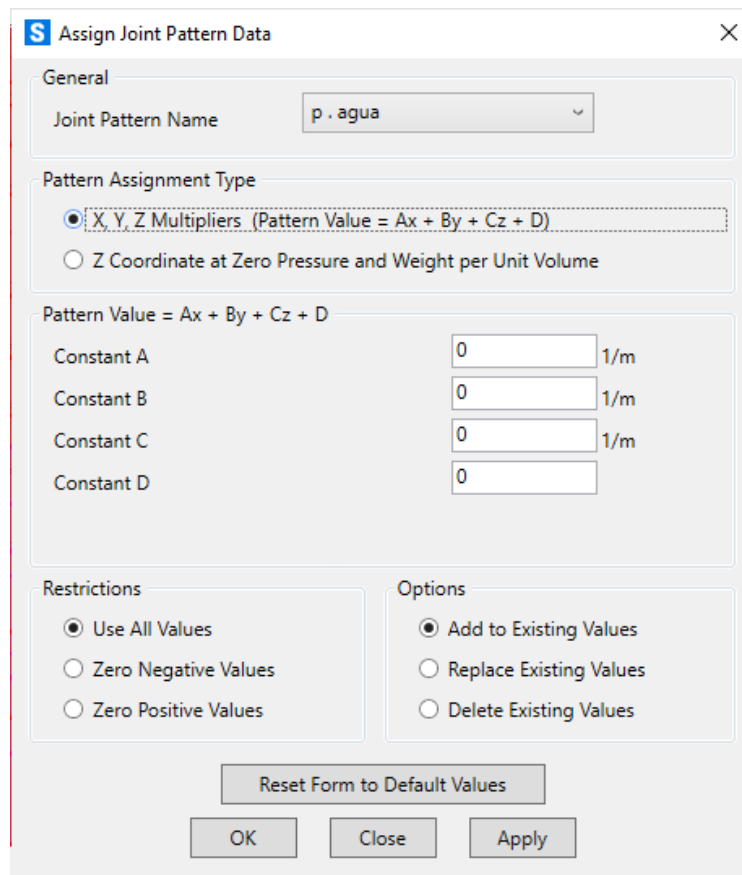 S Assign Joint Pattern Data
General
Joint Pattern Name p . agua
Pattern Assignment Type
X, Y, Z Multipliers (Pattern Value = Ax + By + Cz + D)
Z Coordinate at Zero Pressure and Weight per Unit Volume
Pattern Value = Ax + By + Cz + D
Constant A 0 1/m
Constant B 0 1/m
Constant C 0 1/m
Constant D 0
Restrictions
Use All Values
Zero Negative Values
Zero Positive Values
Options
Add to Existing Values
Replace Existing Values
Delete Existing Values
Reset Form to Default Values
OK Close Apply